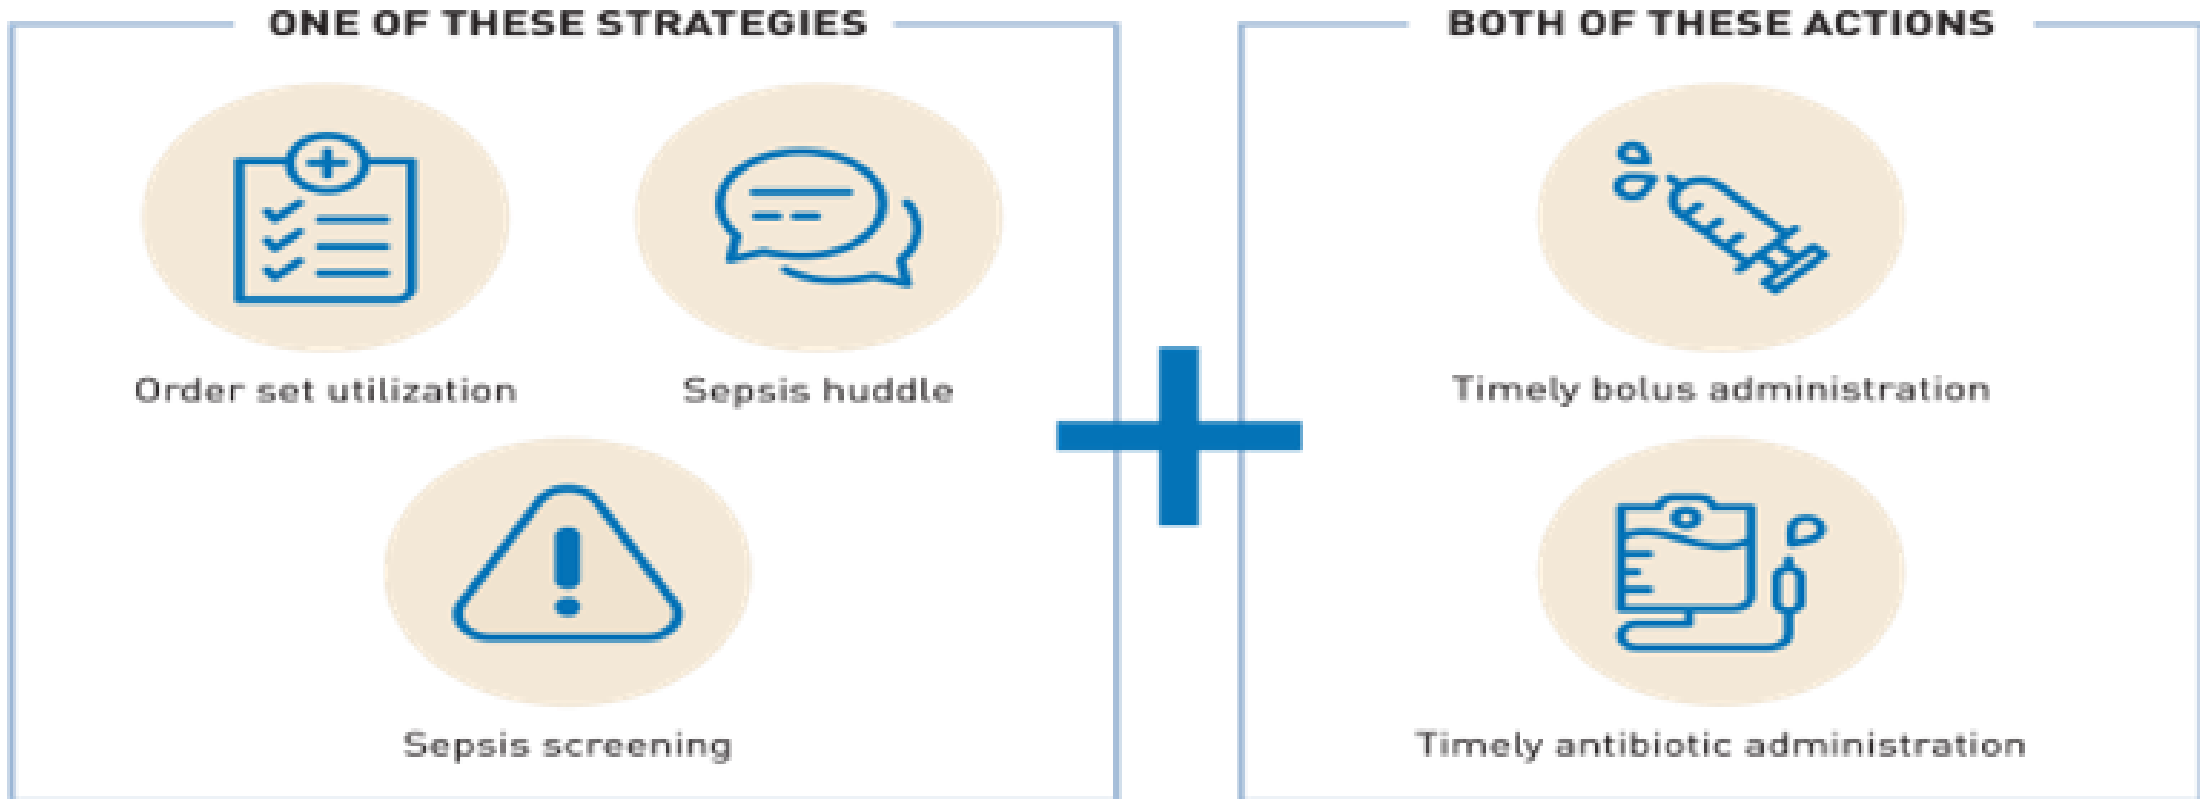 ONE OF THESE STRATEGIES
Order set utilization
Sepsis huddle
Sepsis screening
BOTH OF THESE ACTIONS
Timely bolus administration
Timely antibiotic administration